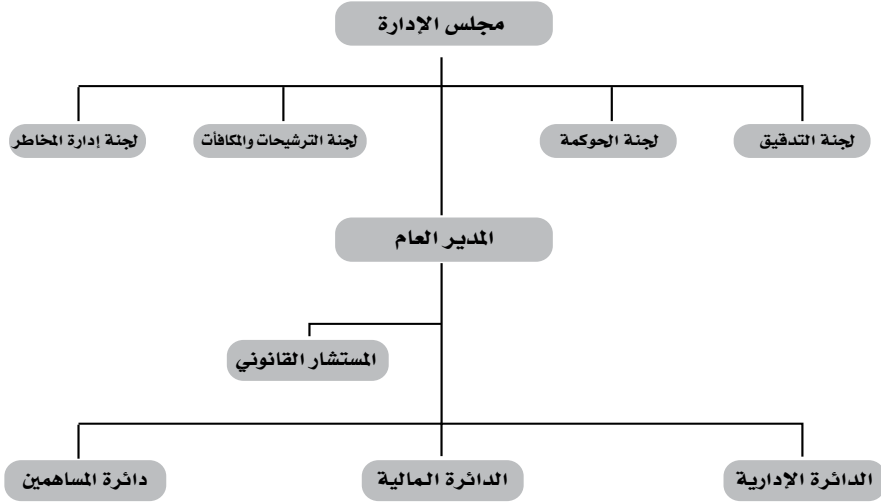 مجلس الإدارة
لجنة التدقيق
لجنة الحوكمة
لجنة الترشيحات والمكافأت
لجنة إدارة المخاطر
المدير العام
المستشار القانوني
الدائرة الإدارية
الدائرة المالية
دائرة المساهمين